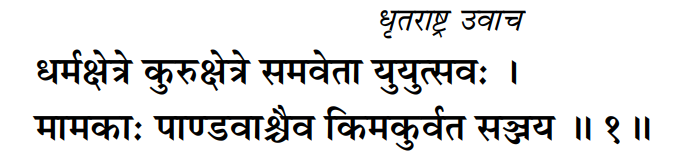 धृतराष्ट्र उवाच
धर्मक्षेत्रे कुरुक्षेत्रे समवेता युयुत्सवः ।
मामकाः पाण्डवाश्चैव किमकुर्वत सञ्जय ॥ १॥